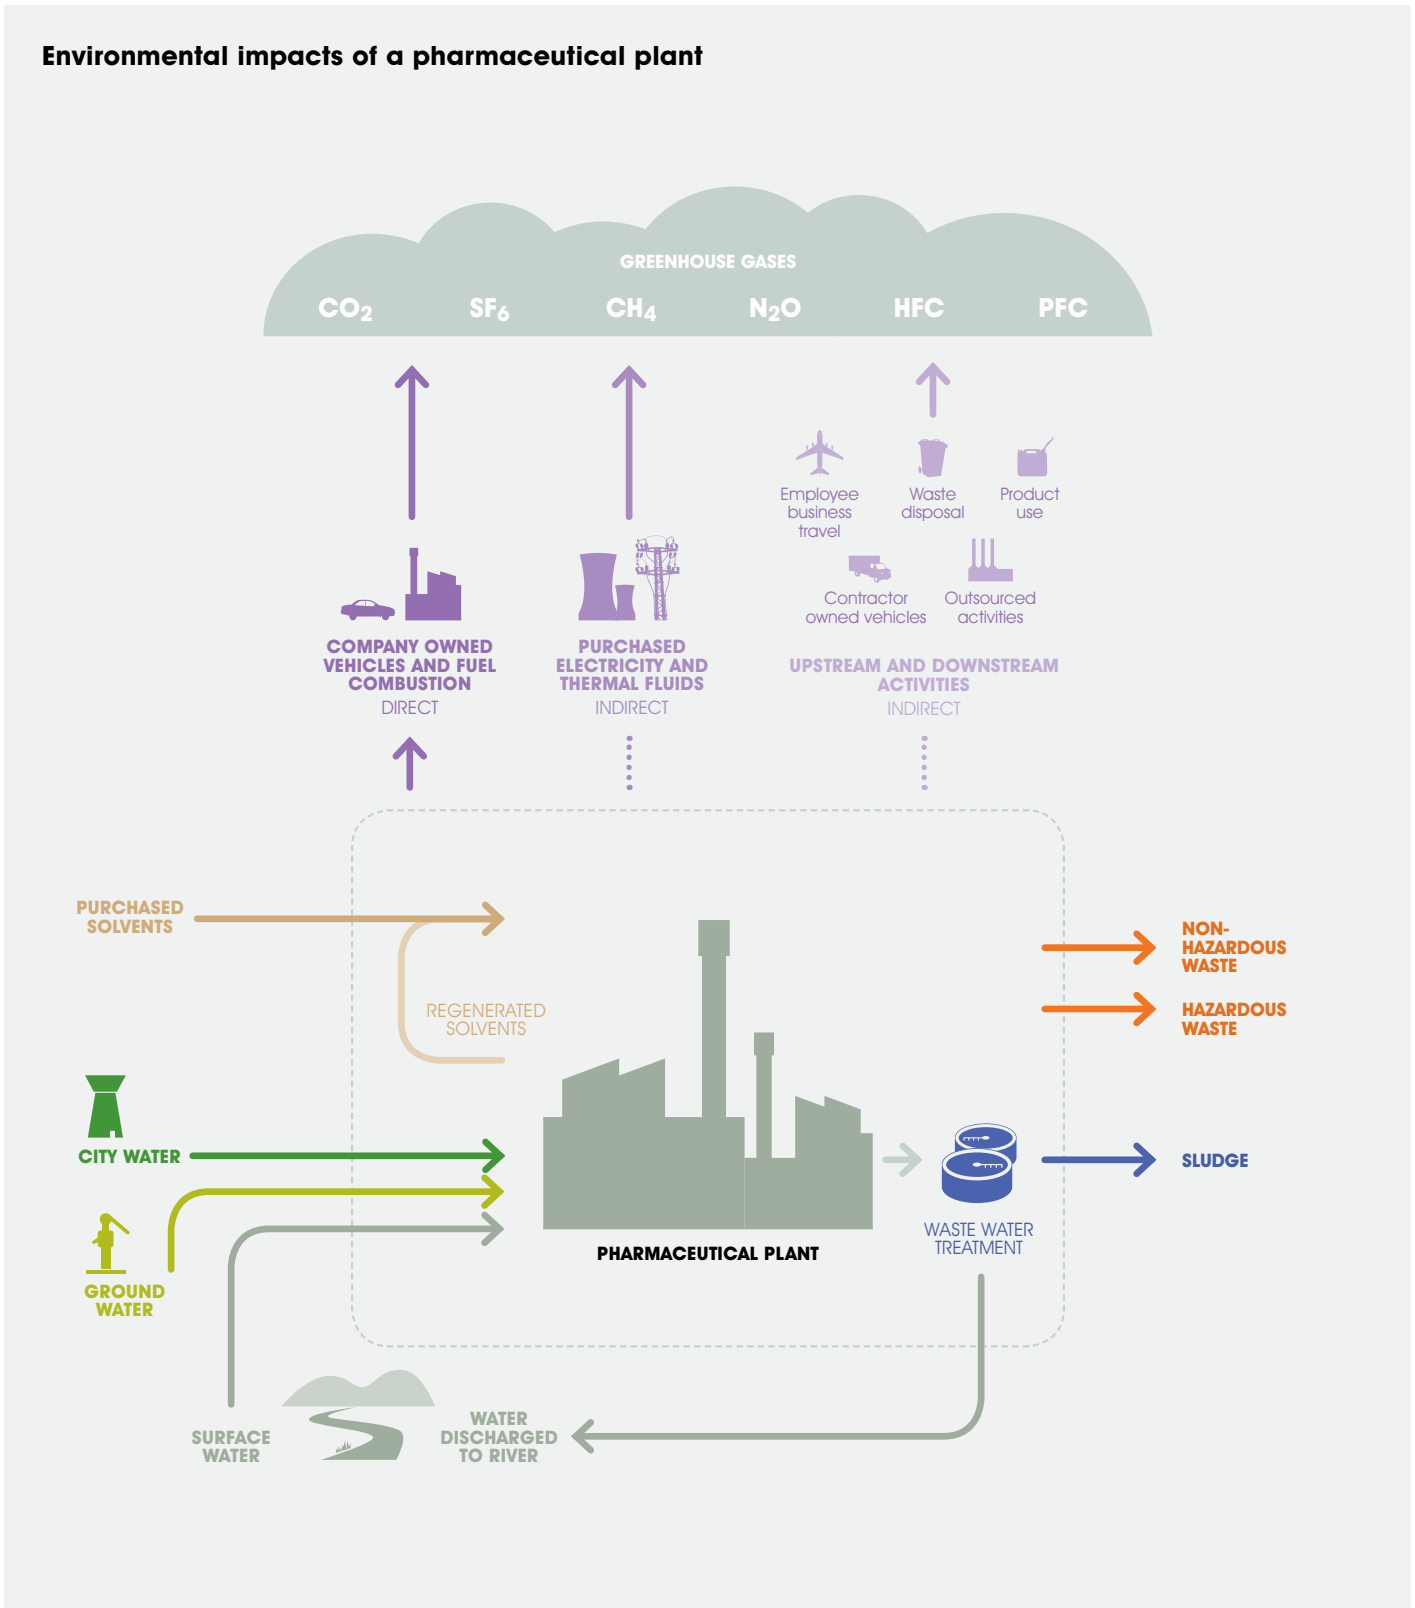 Environmental impacts of a pharmaceutical plant
GREENHOUSE GASES
CO2
SF6
CH4
N2O
HFC
PFC
Employee
business
travel
Waste
disposal
Product
use
Contractor
owned vehicles
Outsourced
activities
COMPANY OWNED
VEHICLES AND FUEL
COMBUSTION
DIRECT
PURCHASED
ELECTRICITY AND
THERMAL FLUIDS
INDIRECT
UPSTREAM AND DOWNSTREAM
ACTIVITIES
INDIRECT
PURCHASED
SOLVENTS
REGENERATED
SOLVENTS
NON-
HAZARDOUS
WASTE
HAZARDOUS
WASTE
CITY WATER
SLUDGE
WASTE WATER
TREATMENT
PHARMACEUTICAL PLANT
GROUND
WATER
SURFACE
WATER
WATER
DISCHARGED
TO RIVER